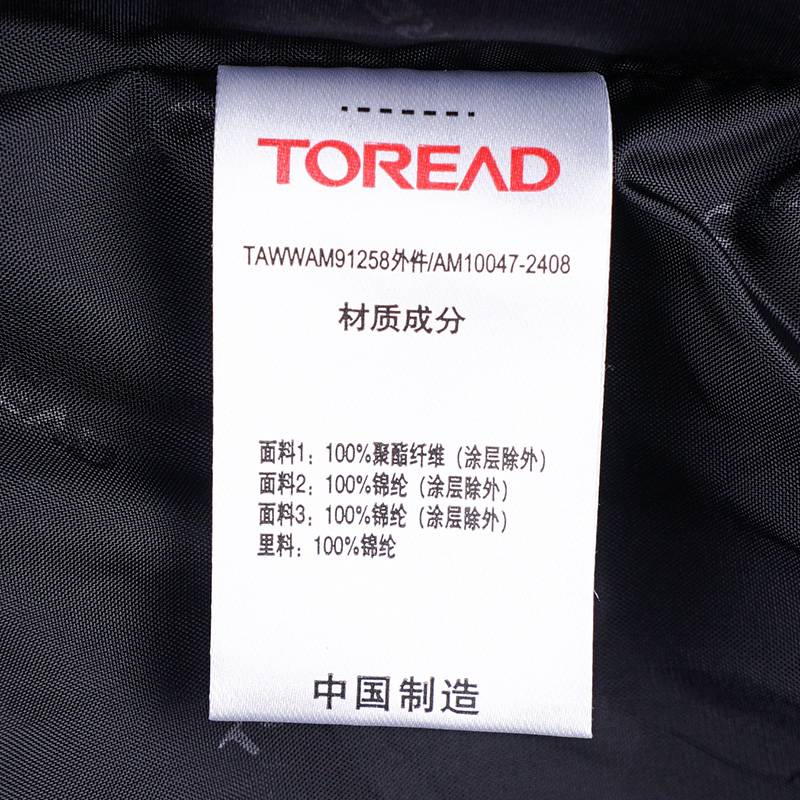 TOREAD
TAWWAM91258外件/AM10047-2408
材质成分
面料1：100%聚酯纤维（涂层除外）
面料2：100%锦纶（涂层除外）
面料3：100%锦纶（涂层除外）
里料：100%锦纶
中国制造